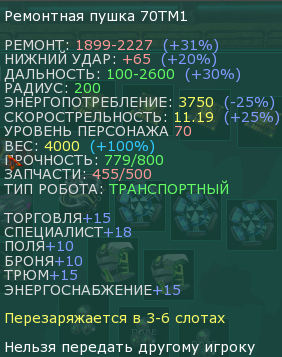 Ремонтная пушка 70ТМ1
РЕМОНТ: 1899-2227 (+31%)
НИЖНИЙ УДАР: +65 (+20%)
ДАЛЬНОСТЬ: 100-2600 (+30%)
РАДИУС: 200
ЭНЕРГОПОТРЕБЛЕНИЕ: 3750 (-25%)
СКОРОСТРЕЛЬНОСТЬ: 11.19 (+25%)
УРОВЕНЬ ПЕРСОНАЖА 70
ВЕС: 4000 (+100%)
ПРОЧНОСТЬ: 779/800
ЗАПЧАСТИ: 455/500
ТИП РОБОТА: ТРАНСПОРТНЫЙ
ТОРГОВЛЯ+15
СПЕЦИАЛИСТ+18
ПОЛЯ+10
БРОНЯ+10
ТРЮМ+15
ЭНЕРГОСНАБЖЕНИЕ+15
Перезаряжается в 3-6 слотах
Нельзя передать другому игроку